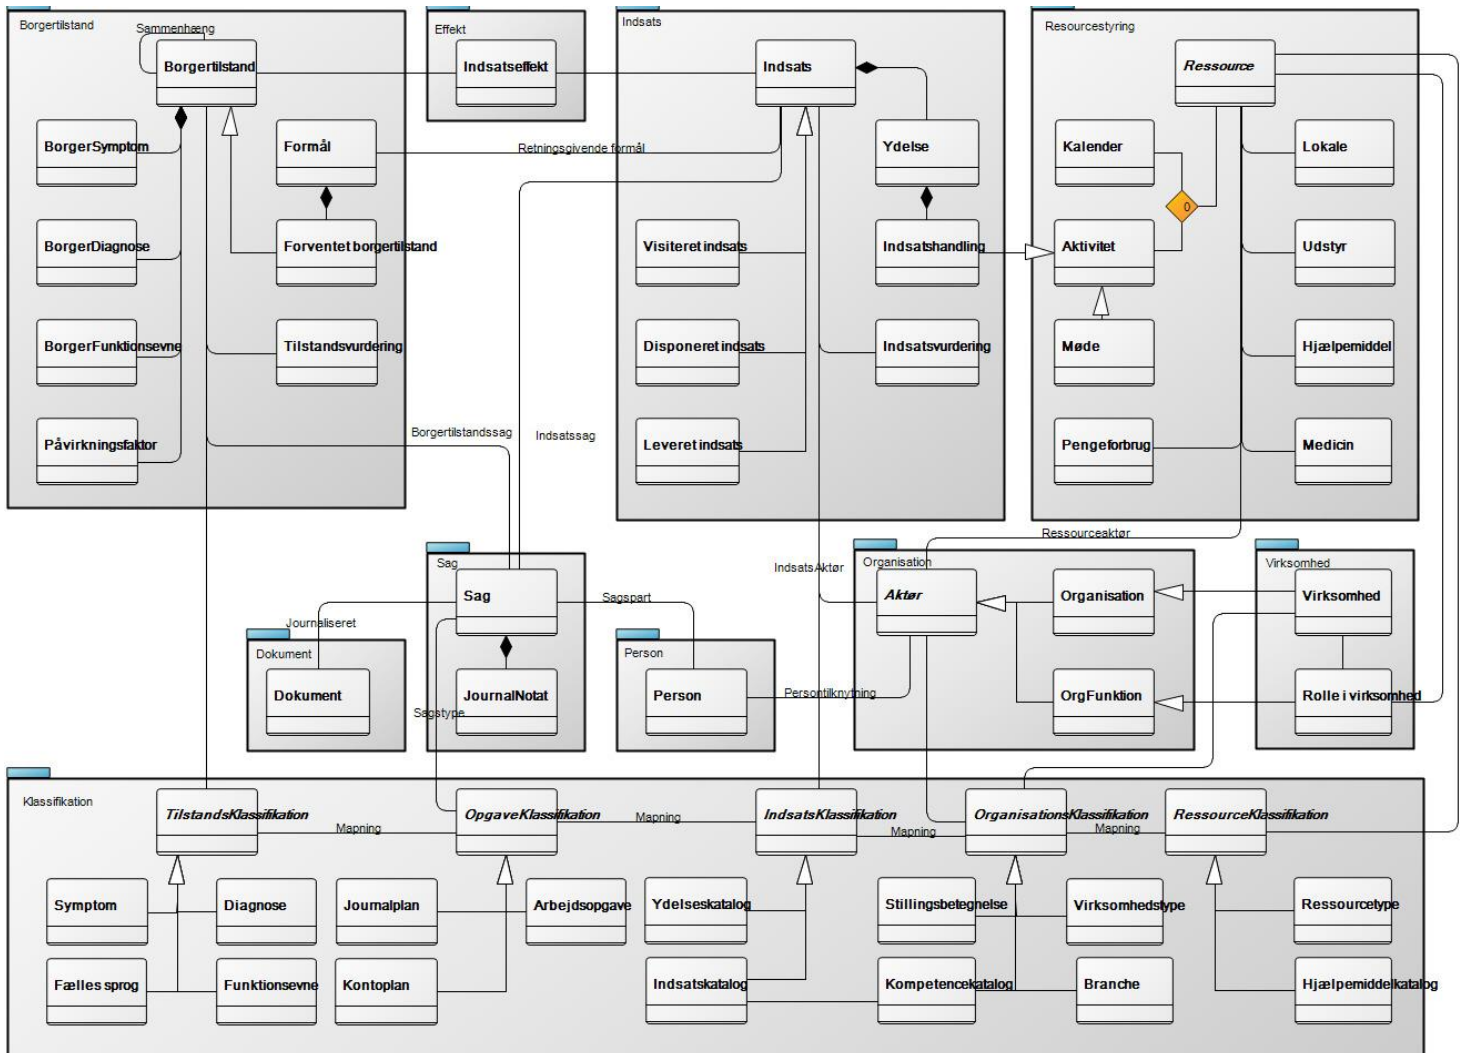 Borgertilstand
Sammenhæng
Borgertilstand
BorgerSymptom
Formål
BorgerDiagnose
Forventet borgertilstand
BorgerFunktionsevne
Tilstandsvurdering
Påvirkningsfaktor
Effekt
Indsatseffekt
Retningsgivende formål
Borgertilstandssag
Indsatssag
Indsats
Indsats
Ydelse
Visiteret indsats
Indsatshandling
Disponeret indsats
Indsatsvurdering
Leveret indsats
Resourcestyring
Ressource
Kalender
Lokale
0
Aktivitet
Udstyr
Møde
Hjælpemiddel
Pengeforbrug
Medicin
Ressourceaktør
IndsatsAktør
Sag
Sag
Sagspart
Journaliseret
JournalNotat
Sagstype
Dokument
Dokument
Person
Person
Persontilknytning
Organisation
Aktør
Organisation
OrgFunktion
Virksomhed
Virksomhed
Rolle i virksomhed
Klassifikation
TilstandsKlassifikation
Mapning
OpgaveKlassifikation
Mapning
IndsatsKlassifikation
Mapning
OrganisationsKlassifikation
Mapning
RessourceKlassifikation
Symptom
Diagnose
Journalplan
Arbejdsopgave
Ydelseskatalog
Stillingsbetegnelse
Virksomhedstype
Ressourcetype
Fælles sprog
Funktionsevne
Kontoplan
Indsatskatalog
Kompetencekatalog
Branche
Hjælpemiddelkatalog